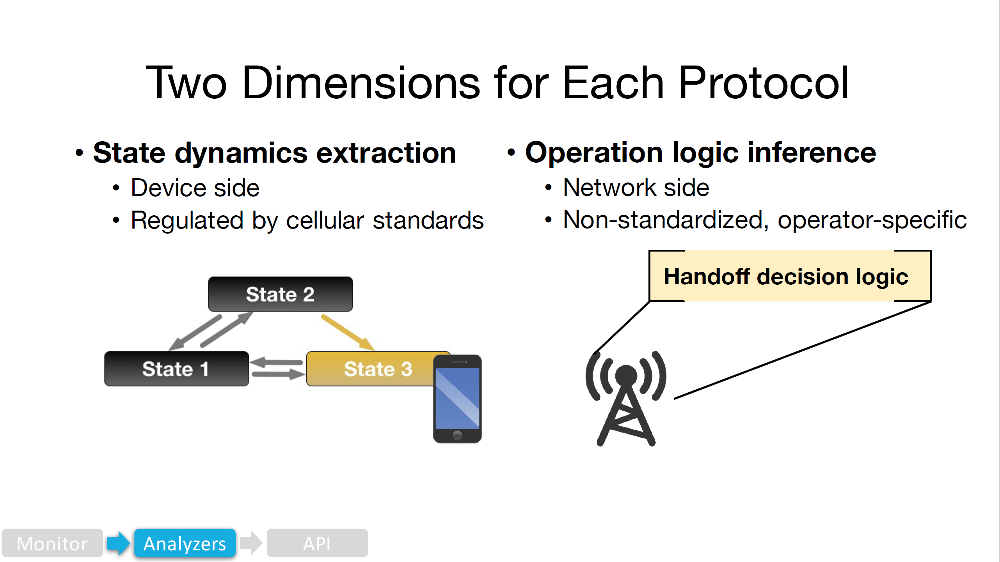 Two Dimensions for Each Protocol
• State dynamics extraction
• Device side
• Regulated by cellular standards
• Operation logic inference
• Network side
• Non-standardized, operator-specific
State 2
State 1
State 3
Handoff decision logic
Monitor
Analyzers
API